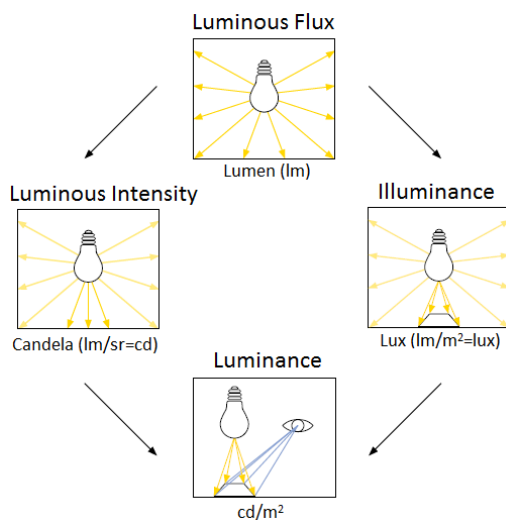 Luminous Flux
Lumen (lm)
Luminous Intensity
Illuminance
Candela (lm/sr=cd)
Lux (lm/m²=lux)
Luminance
cd/m²